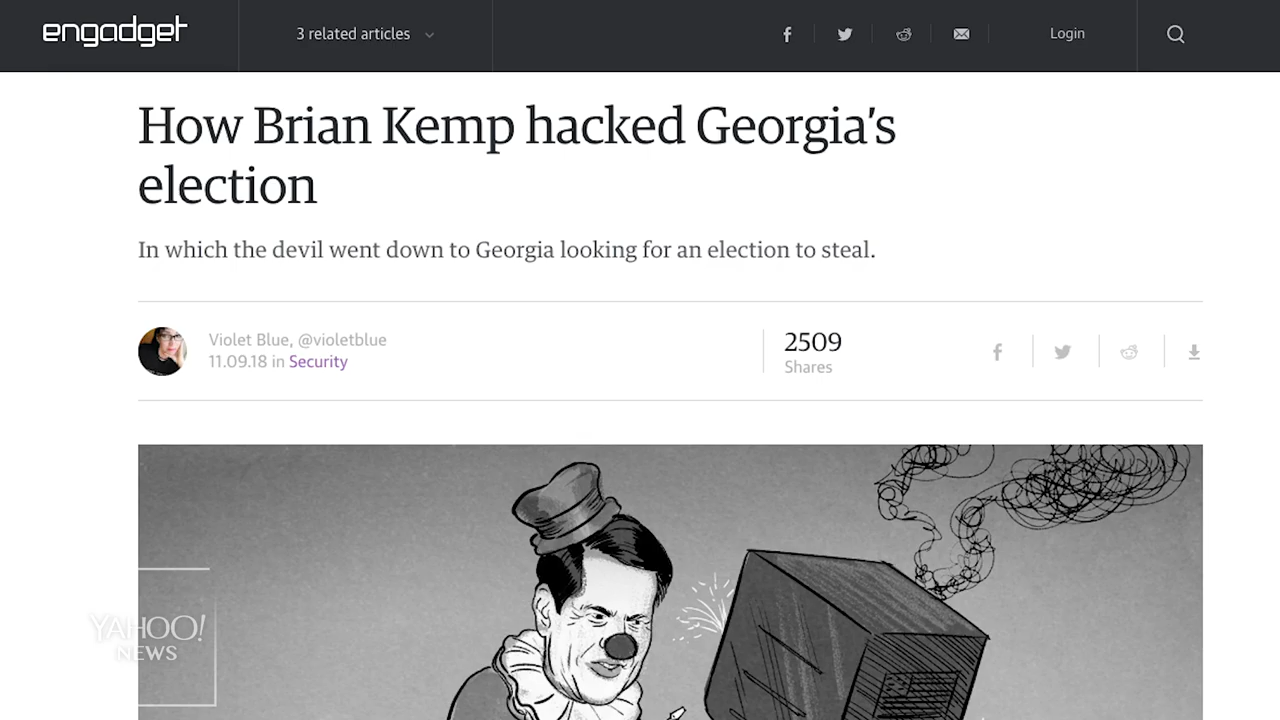 engadget
3 related articles
Login
How Brian Kemp hacked Georgia's
election
In which the devil went down to Georgia looking for an election to steal.
Violet Blue, @violetblue
11.09.18 in Security
2509
Shares
YAHOO!
NEWS